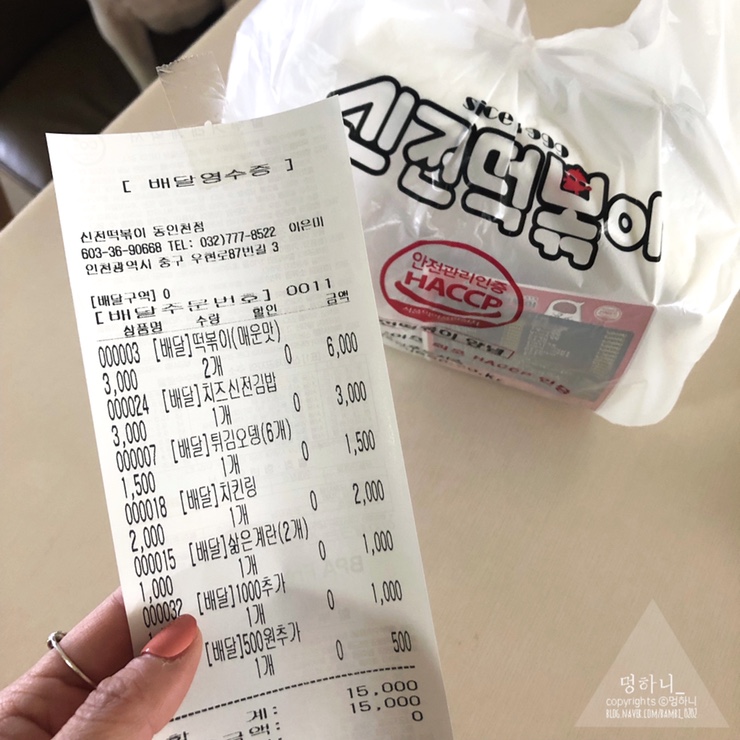 [ 배달영수증 ]
신전떡볶이 동인천점
603-36-90668 TEL: 032)777-8522 이은미
인천광역시 중구 우현로87번길 3
[배달구역] 0
[배달주문번호] 0011
상품명 수량 할인 금액
000003 [배달]떡볶이(매운맛)
3,000 2개 0 6,000
000024 [배달]치즈신전김밥
3,000 1개 0 3,000
000007 [배달]튀김오뎅(6개)
1,500 1개 0 1,500
000018 [배달]치킨링
2,000 1개 0 2,000
000015 [배달]삶은계란(2개)
1,000 1개 0 1,000
000032 [배달]1000추가
1개 0 1,000
[배달]500원추가
1개 0 500
계: 15,000
금액: 15,000
0
since 1999
신전떡볶이
안전관리인증
HACCP
멍하니_
copyrights ©멍하니
BLOG.NAVER.COM/RAMBI_8282